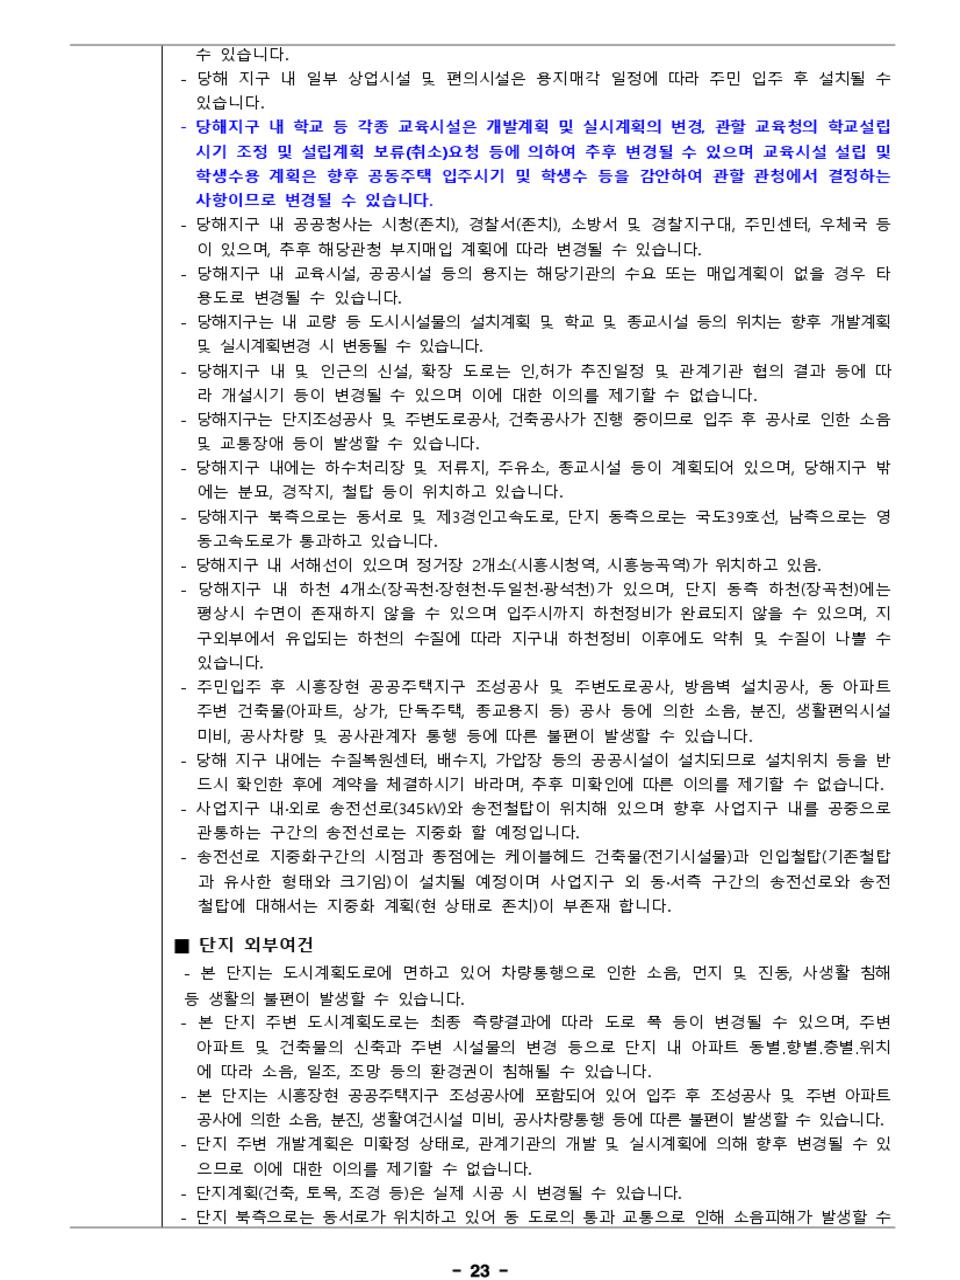 수 있습니다.
- 당해 지구 내 일부 상업시설 및 편의시설은 용지매각 일정에 따라 주민 입주 후 설치될 수
있습니다.
- 당해지구 내 학교 등 각종 교육시설은 개발계획 및 실시계획의 변경, 관할 교육청의 학교설립
시기 조정 및 설립계획 보류(취소)요청 등에 의하여 추후 변경될 수 있으며 교육시설 설립 및
학생수용 계획은 향후 공동주택 입주시기 및 학생수 등을 감안하여 관할 관청에서 결정하는
사항이므로 변경될 수 있습니다.
- 당해지구 내 공공청사는 시청(존치), 경찰서(존치), 소방서 및 경찰지구대, 주민센터, 우체국 등
이 있으며, 추후 해당관청 부지매입 계획에 따라 변경될 수 있습니다.
- 당해지구 내 교육시설, 공공시설 등의 용지는 해당기관의 수요 또는 매입계획이 없을 경우 타
용도로 변경될 수 있습니다.
- 당해지구는 내 교량 등 도시시설물의 설치계획 및 학교 및 종교시설 등의 위치는 향후 개발계획
및 실시계획변경 시 변동될 수 있습니다.
- 당해지구 내 및 인근의 신설, 확장 도로는 인,허가 추진일정 및 관계기관 협의 결과 등에 따
라 개설시기 등이 변경될 수 있으며 이에 대한 이의를 제기할 수 없습니다.
- 당해지구는 단지조성공사 및 주변도로공사, 건축공사가 진행 중이므로 입주 후 공사로 인한 소음
및 교통장애 등이 발생할 수 있습니다.
- 당해지구 내에는 하수처리장 및 저류지, 주유소, 종교시설 등이 계획되어 있으며, 당해지구 밖
에는 분묘, 경작지, 철탑 등이 위치하고 있습니다.
- 당해지구 북측으로는 동서로 및 제3경인고속도로, 단지 동측으로는 국도39호선, 남측으로는 영
동고속도로가 통과하고 있습니다.
- 당해지구 내 서해선이 있으며 정거장 2개소(시흥시청역, 시흥능곡역)가 위치하고 있음.
- 당해지구 내 하천 4개소(장곡천·장현천·두일천·광석천)가 있으며, 단지 동측 하천(장곡천)에는
평상시 수면이 존재하지 않을 수 있으며 입주시까지 하천정비가 완료되지 않을 수 있으며, 지
구외부에서 유입되는 하천의 수질에 따라 지구내 하천정비 이후에도 악취 및 수질이 나쁠 수
있습니다.
- 주민입주 후 시흥장현 공공주택지구 조성공사 및 주변도로공사, 방음벽 설치공사, 동 아파트
주변 건축물(아파트, 상가, 단독주택, 종교용지 등) 공사 등에 의한 소음, 분진, 생활편익시설
미비, 공사차량 및 공사관계자 통행 등에 따른 불편이 발생할 수 있습니다.
- 당해 지구 내에는 수질복원센터, 배수지, 가압장 등의 공공시설이 설치되므로 설치위치 등을 반
드시 확인한 후에 계약을 체결하시기 바라며, 추후 미확인에 따른 이의를 제기할 수 없습니다.
- 사업지구 내·외로 송전선로(345㎸)와 송전철탑이 위치해 있으며 향후 사업지구 내를 공중으로
관통하는 구간의 송전선로는 지중화 할 예정입니다.
- 송전선로 지중화구간의 시점과 종점에는 케이블헤드 건축물(전기시설물)과 인입철탑(기존철탑
과 유사한 형태와 크기임)이 설치될 예정이며 사업지구 외 동·서측 구간의 송전선로와 송전
철탑에 대해서는 지중화 계획(현 상태로 존치)이 부존재 합니다.
■ 단지 외부여건
- 본 단지는 도시계획도로에 면하고 있어 차량통행으로 인한 소음, 먼지 및 진동, 사생활 침해
등 생활의 불편이 발생할 수 있습니다.
- 본 단지 주변 도시계획도로는 최종 측량결과에 따라 도로 폭 등이 변경될 수 있으며, 주변
아파트 및 건축물의 신축과 주변 시설물의 변경 등으로 단지 내 아파트 동별.향별.층별.위치
에 따라 소음, 일조, 조망 등의 환경권이 침해될 수 있습니다.
- 본 단지는 시흥장현 공공주택지구 조성공사에 포함되어 있어 입주 후 조성공사 및 주변 아파트
공사에 의한 소음, 분진, 생활여건시설 미비, 공사차량통행 등에 따른 불편이 발생할 수 있습니다.
- 단지 주변 개발계획은 미확정 상태로, 관계기관의 개발 및 실시계획에 의해 향후 변경될 수 있
으므로 이에 대한 이의를 제기할 수 없습니다.
- 단지계획(건축, 토목, 조경 등)은 실제 시공 시 변경될 수 있습니다.
- 단지 북측으로는 동서로가 위치하고 있어 동 도로의 통과 교통으로 인해 소음피해가 발생할 수
- 23 -